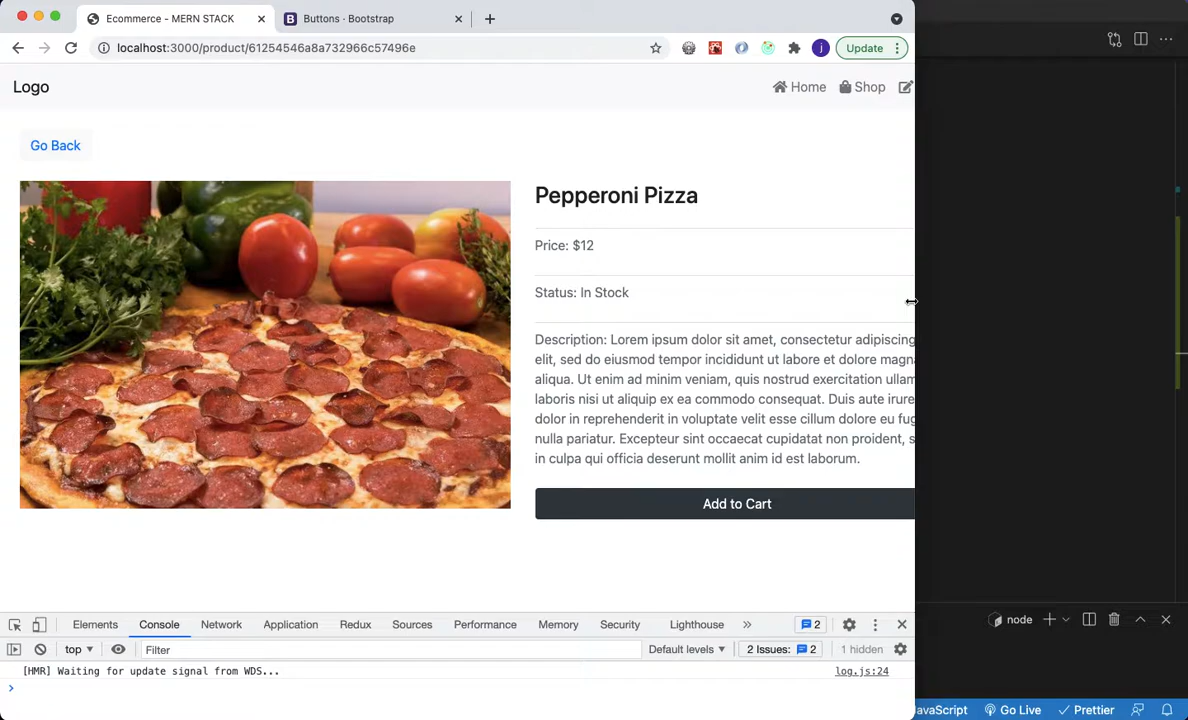 Ecommerce - MERN STACK
Buttons · Bootstrap
localhost:3000/product/61254546a8a732966c57496e
j
Update
Logo
Home
Shop
Go Back
Pepperoni Pizza
Price: $12
Status: In Stock
Description: Lorem ipsum dolor sit amet, consectetur adipiscing
elit, sed do eiusmod tempor incididunt ut labore et dolore magna
aliqua. Ut enim ad minim veniam, quis nostrud exercitation ullam
laboris nisi ut aliquip ex ea commodo consequat. Duis aute irure
dolor in reprehenderit in voluptate velit esse cillum dolore eu fug
nulla pariatur. Excepteur sint occaecat cupidatat non proident, s
in culpa qui officia deserunt mollit anim id est laborum.
Add to Cart
Elements Console Network Application Redux Sources Performance Memory Security Lighthouse » 2
top Filter Default levels 2 Issues: 2 1 hidden
[HMR] Waiting for update signal from WDS... log.js:24
node
avaScript Go Live Prettier